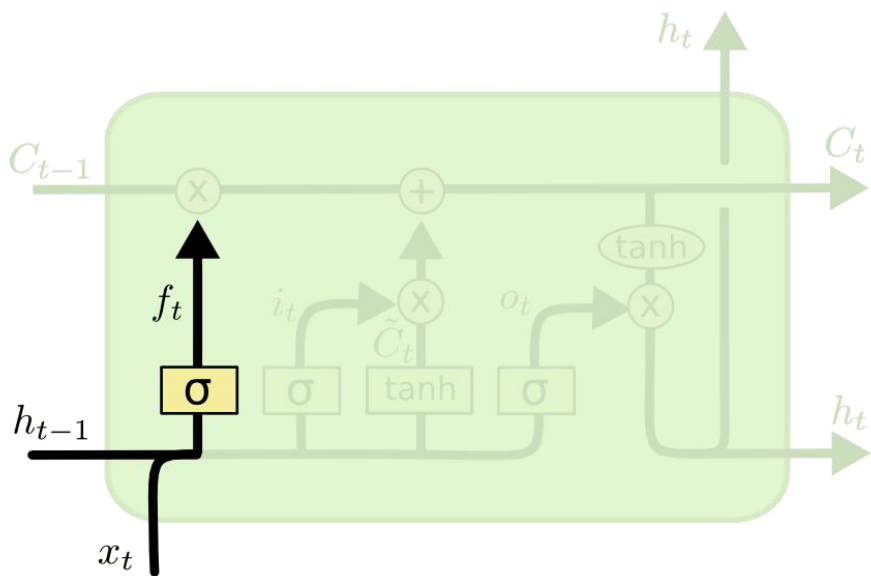 h_t
C_{t-1}
C_t
x
+
tanh
f_t
i_t
x
o_t
x
C̃_t
σ
σ
tanh
σ
h_{t-1}
h_t
x_t